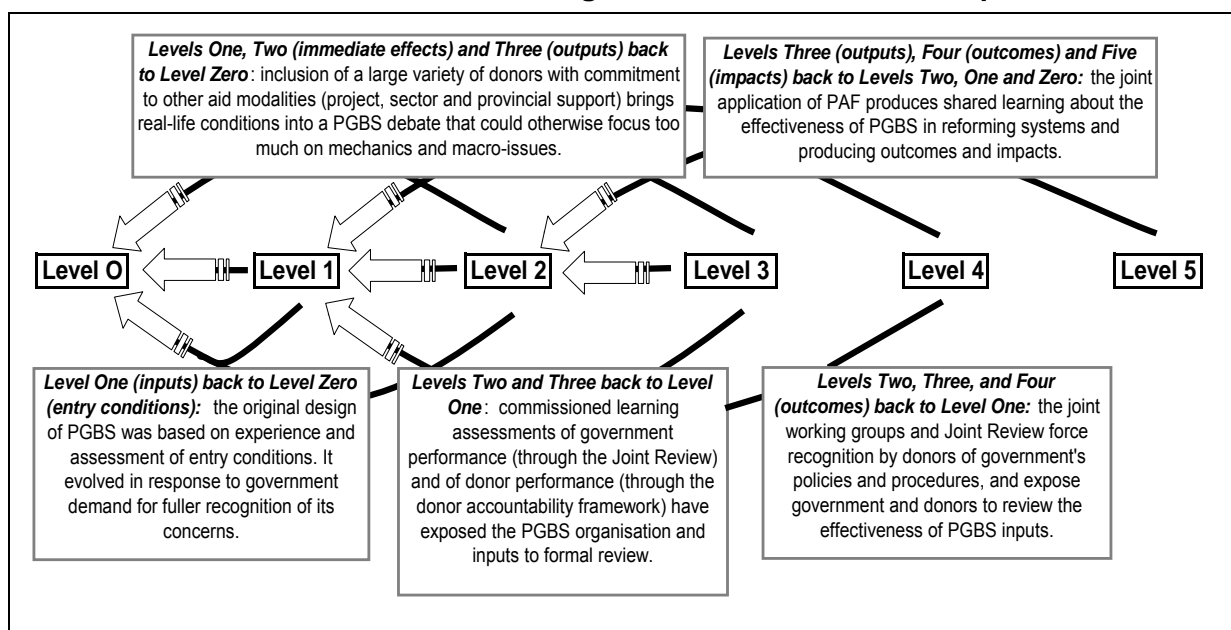 Levels One, Two (immediate effects) and Three (outputs) back
to Level Zero: inclusion of a large variety of donors with commitment
to other aid modalities (project, sector and provincial support) brings
real-life conditions into a PGBS debate that could otherwise focus too
much on mechanics and macro-issues.
Levels Three (outputs), Four (outcomes) and Five
(impacts) back to Levels Two, One and Zero: the joint
application of PAF produces shared learning about the
effectiveness of PGBS in reforming systems and
producing outcomes and impacts.
Level O
Level 1
Level 2
Level 3
Level 4
Level 5
Level One (inputs) back to Level Zero
(entry conditions): the original design
of PGBS was based on experience and
assessment of entry conditions. It
evolved in response to government
demand for fuller recognition of its
concerns.
Levels Two and Three back to Level
One: commissioned learning
assessments of government
performance (through the Joint Review)
and of donor performance (through the
donor accountability framework) have
exposed the PGBS organisation and
inputs to formal review.
Levels Two, Three, and Four
(outcomes) back to Level One: the joint
working groups and Joint Review force
recognition by donors of government's
policies and procedures, and expose
government and donors to review the
effectiveness of PGBS inputs.